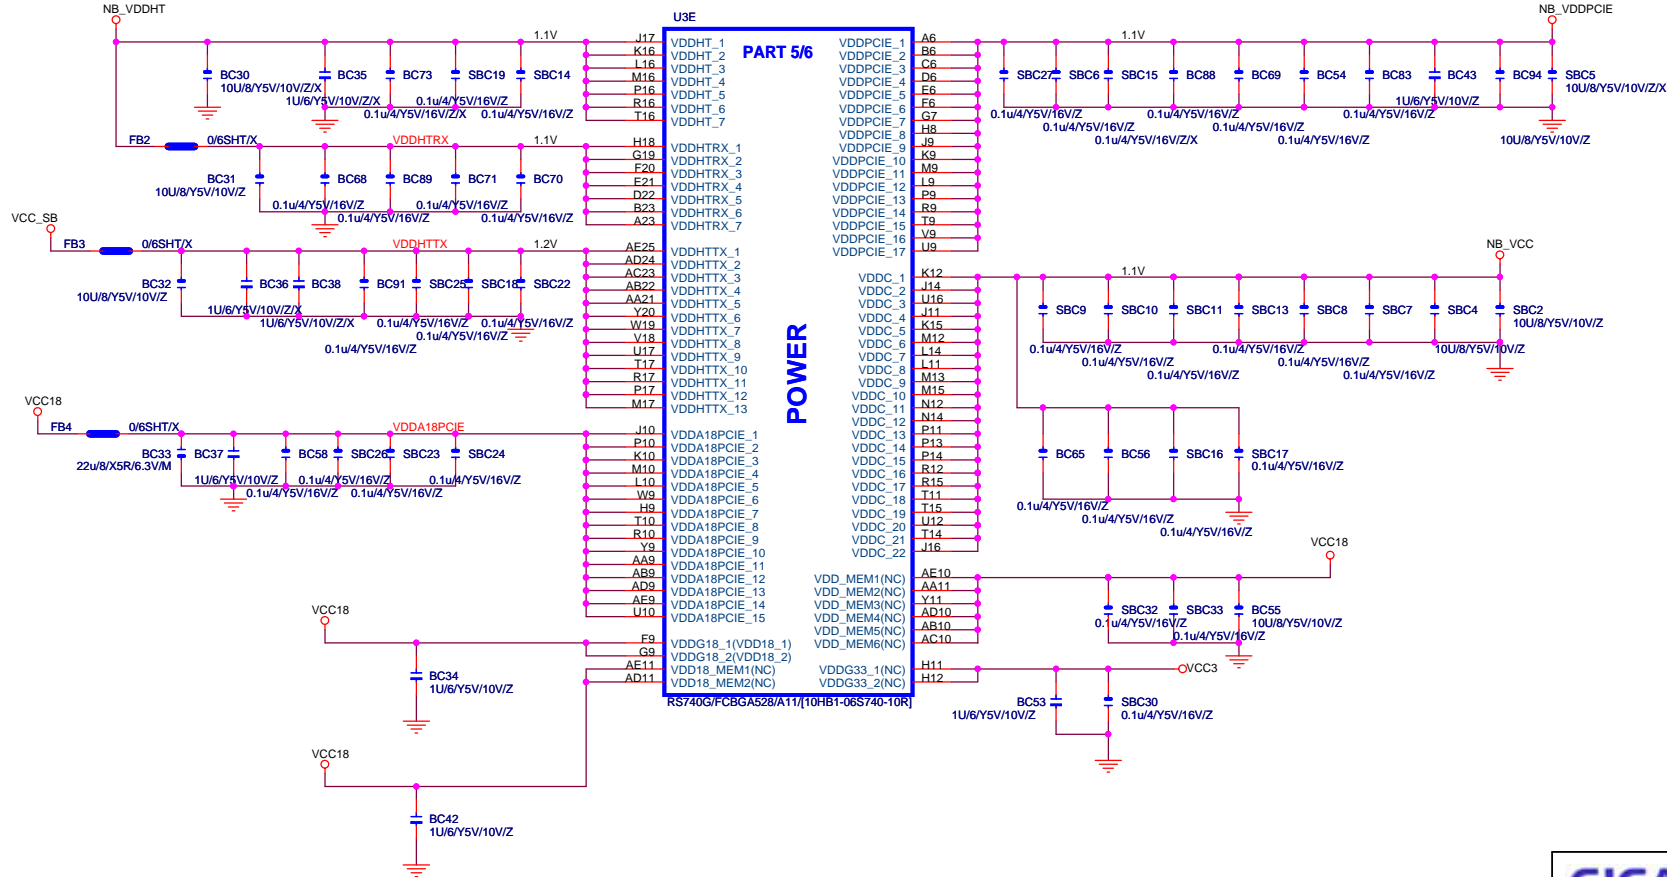 NB_VDDHT
U3E
NB_VDDPCIE
PART 5/6
POWER
1.1V
BC30
10U/8/Y5V/10V/Z/X
BC35
1U/6/Y5V/10V/Z/X
BC73
0.1u/4/Y5V/16V/Z/X
SBC19
0.1u/4/Y5V/16V/Z
SBC14
0.1u/4/Y5V/16V/Z
J17 VDDHT_1
K16 VDDHT_2
L16 VDDHT_3
M16 VDDHT_4
P16 VDDHT_5
R16 VDDHT_6
T16 VDDHT_7
FB2
0/6SHT/X
VDDHTRX
1.1V
BC31
10U/8/Y5V/10V/Z
BC68
0.1u/4/Y5V/16V/Z
BC89
0.1u/4/Y5V/16V/Z
BC71
0.1u/4/Y5V/16V/Z
BC70
0.1u/4/Y5V/16V/Z
H18 VDDHTRX_1
G19 VDDHTRX_2
F20 VDDHTRX_3
E21 VDDHTRX_4
D22 VDDHTRX_5
B23 VDDHTRX_6
A23 VDDHTRX_7
VCC_SB
FB3
0/6SHT/X
VDDHTTX
1.2V
BC32
10U/8/Y5V/10V/Z
BC36
1U/6/Y5V/10V/Z/X
BC38
1U/6/Y5V/10V/Z/X
BC91
0.1u/4/Y5V/16V/Z
SBC25
0.1u/4/Y5V/16V/Z
SBC18
0.1u/4/Y5V/16V/Z
SBC22
0.1u/4/Y5V/16V/Z
AE25 VDDHTTX_1
AD24 VDDHTTX_2
AC23 VDDHTTX_3
AB22 VDDHTTX_4
AA21 VDDHTTX_5
Y20 VDDHTTX_6
W19 VDDHTTX_7
V18 VDDHTTX_8
U17 VDDHTTX_9
T17 VDDHTTX_10
R17 VDDHTTX_11
P17 VDDHTTX_12
M17 VDDHTTX_13
VCC18
FB4
0/6SHT/X
VDDA18PCIE
BC33
22u/8/X5R/6.3V/M
BC37
1U/6/Y5V/10V/Z
BC58
0.1u/4/Y5V/16V/Z
SBC26
0.1u/4/Y5V/16V/Z
SBC23
0.1u/4/Y5V/16V/Z
SBC24
0.1u/4/Y5V/16V/Z
J10 VDDA18PCIE_1
P10 VDDA18PCIE_2
K10 VDDA18PCIE_3
M10 VDDA18PCIE_4
L10 VDDA18PCIE_5
W9 VDDA18PCIE_6
H9 VDDA18PCIE_7
T10 VDDA18PCIE_8
R10 VDDA18PCIE_9
Y9 VDDA18PCIE_10
AA9 VDDA18PCIE_11
AB9 VDDA18PCIE_12
AD9 VDDA18PCIE_13
AE9 VDDA18PCIE_14
U10 VDDA18PCIE_15
VCC18
F9 VDDG18_1(VDD18_1)
G9 VDDG18_2(VDD18_2)
AE11 VDD18_MEM1(NC)
AD11 VDD18_MEM2(NC)
BC34
1U/6/Y5V/10V/Z
VCC18
BC42
1U/6/Y5V/10V/Z
VDDPCIE_1 A6
VDDPCIE_2 B6
VDDPCIE_3 C6
VDDPCIE_4 D6
VDDPCIE_5 E6
VDDPCIE_6 F6
VDDPCIE_7 G7
VDDPCIE_8 H8
VDDPCIE_9 J9
VDDPCIE_10 K9
VDDPCIE_11 M9
VDDPCIE_12 L9
VDDPCIE_13 P9
VDDPCIE_14 R9
VDDPCIE_15 T9
VDDPCIE_16 V9
VDDPCIE_17 U9
1.1V
SBC27
0.1u/4/Y5V/16V/Z
SBC6
0.1u/4/Y5V/16V/Z
SBC15
0.1u/4/Y5V/16V/Z/X
BC88
0.1u/4/Y5V/16V/Z
BC69
0.1u/4/Y5V/16V/Z
BC54
0.1u/4/Y5V/16V/Z
BC83
1U/6/Y5V/10V/Z
BC43
BC94
10U/8/Y5V/10V/Z
SBC5
10U/8/Y5V/10V/Z/X
NB_VCC
VDDC_1 K12
VDDC_2 J14
VDDC_3 U16
VDDC_4 J11
VDDC_5 K15
VDDC_6 M12
VDDC_7 L14
VDDC_8 L11
VDDC_9 M13
VDDC_10 M15
VDDC_11 N12
VDDC_12 N14
VDDC_13 P11
VDDC_14 P13
VDDC_15 P14
VDDC_16 R12
VDDC_17 R15
VDDC_18 T11
VDDC_19 T15
VDDC_20 U12
VDDC_21 T14
VDDC_22 J16
1.1V
SBC9
0.1u/4/Y5V/16V/Z
SBC10
0.1u/4/Y5V/16V/Z
SBC11
0.1u/4/Y5V/16V/Z
SBC13
0.1u/4/Y5V/16V/Z
SBC8
0.1u/4/Y5V/16V/Z
SBC7
0.1u/4/Y5V/16V/Z
SBC4
10U/8/Y5V/10V/Z
SBC2
10U/8/Y5V/10V/Z
BC65
0.1u/4/Y5V/16V/Z
BC56
0.1u/4/Y5V/16V/Z
SBC16
0.1u/4/Y5V/16V/Z
SBC17
0.1u/4/Y5V/16V/Z
VCC18
VDD_MEM1(NC) AE10
VDD_MEM2(NC) AA11
VDD_MEM3(NC) Y11
VDD_MEM4(NC) AD10
VDD_MEM5(NC) AB10
VDD_MEM6(NC) AC10
SBC32
0.1u/4/Y5V/16V/Z
SBC33
0.1u/4/Y5V/16V/Z
BC55
10U/8/Y5V/10V/Z
VDDG33_1(NC) H11
VDDG33_2(NC) H12
VCC3
BC53
1U/6/Y5V/10V/Z
SBC30
0.1u/4/Y5V/16V/Z
RS740G/FCBGA528/A11/[10HB1-06S740-10R]